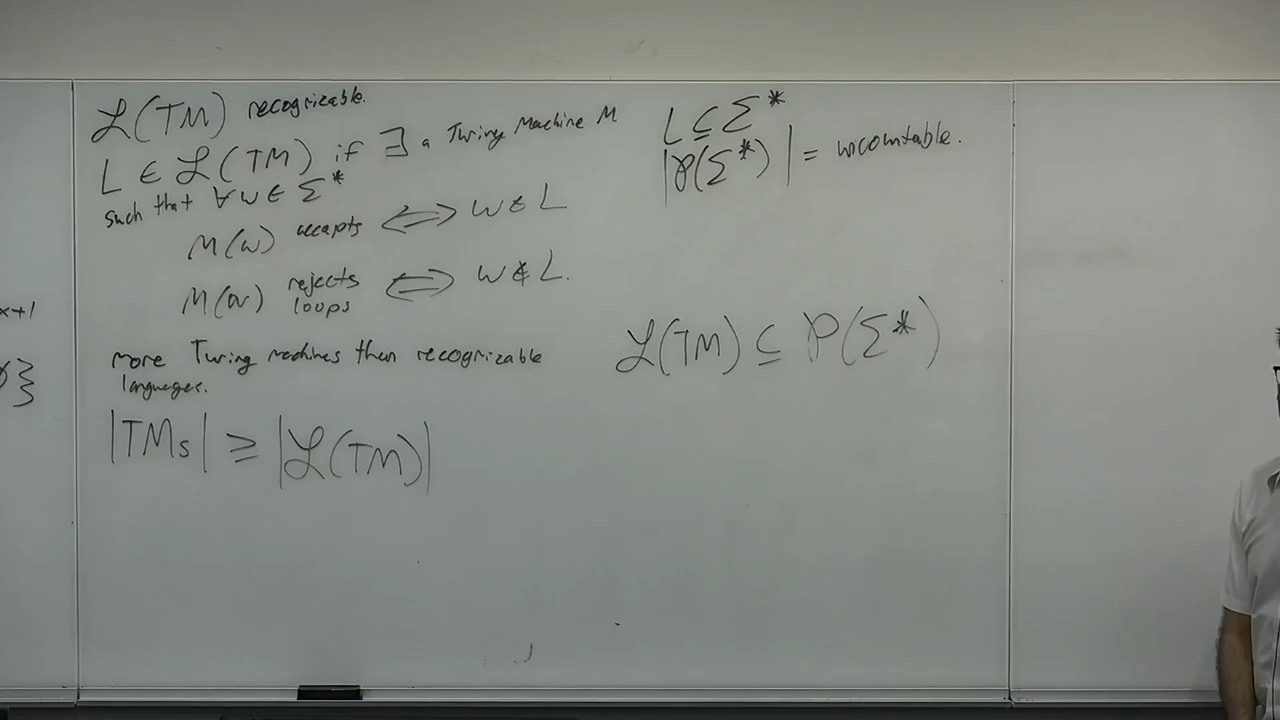 x+1
}
ℒ(TM) recognizable.
L ∈ ℒ(TM) if ∃ a Turing Machine M
such that ∀w ∈ Σ*
M(w) accepts ⟺ w ∈ L
M(w) rejects ⟺ w ∉ L.
loops
more Turing machines then recognizable
languages.
|TMs| ≥ |ℒ(TM)|
L ⊆ Σ*
|P(Σ*)| = uncountable.
ℒ(TM) ⊆ P(Σ*)